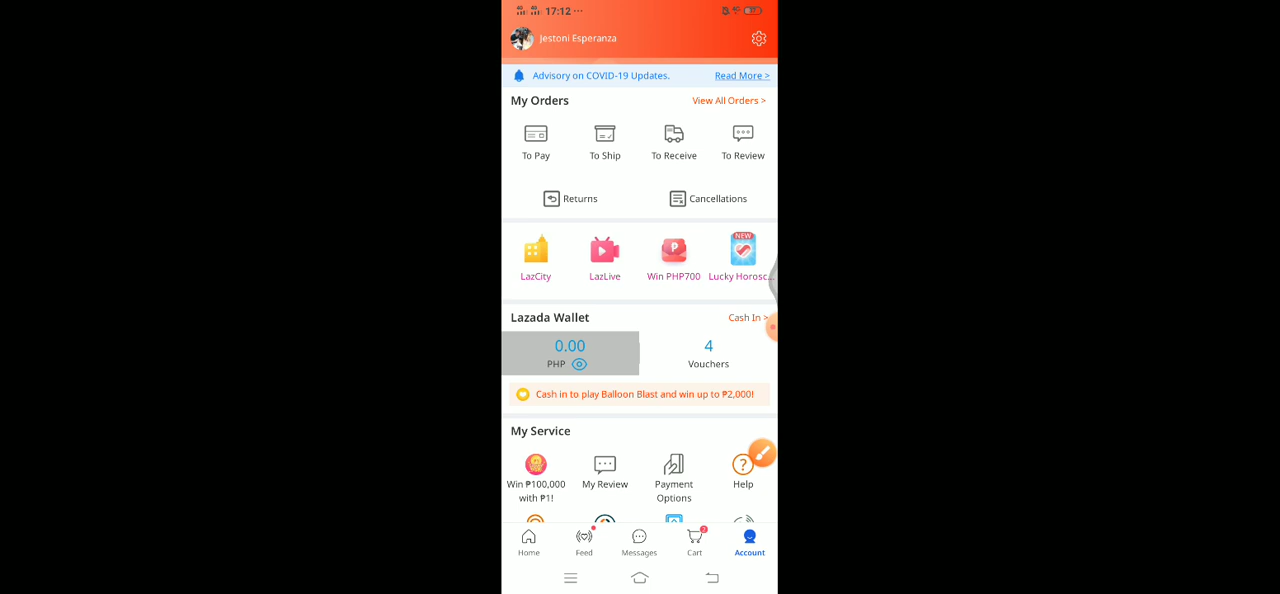 17:12 ...
Jestoni Esperanza
Advisory on COVID-19 Updates.
Read More >
My Orders
View All Orders >
To Pay
To Ship
To Receive
To Review
Returns
Cancellations
NEW
LazCity
LazLive
Win PHP700
Lucky Horosc...
Lazada Wallet
Cash In >
0.00
4
PHP
Vouchers
Cash in to play Balloon Blast and win up to ₱2,000!
My Service
Win ₱100,000
with ₱1!
My Review
Payment
Options
Help
2
Home
Feed
Messages
Cart
Account